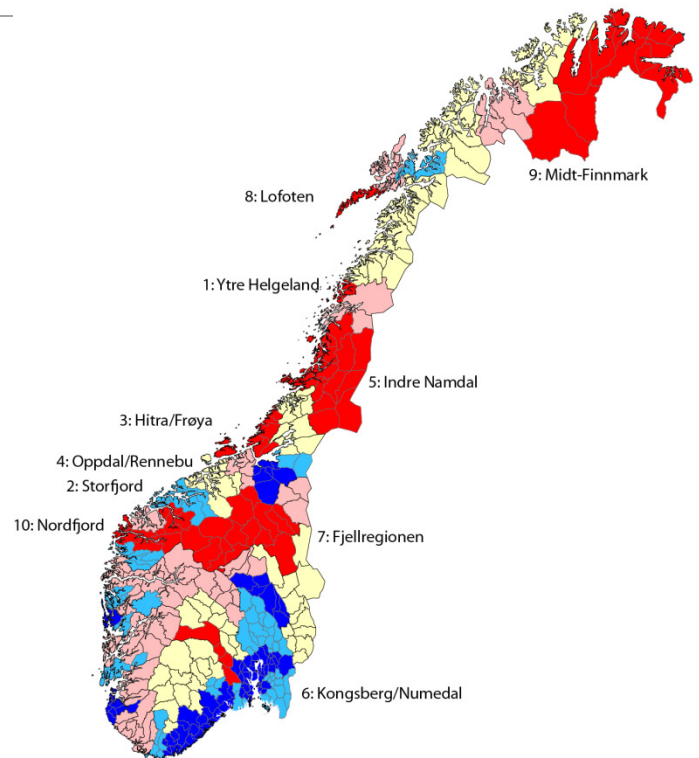 9: Midt-Finnmark
8: Lofoten
1: Ytre Helgeland
5: Indre Namdal
3: Hitra/Frøya
4: Oppdal/Rennebu
2: Storfjord
10: Nordfjord
7: Fjellregionen
6: Kongsberg/Numedal